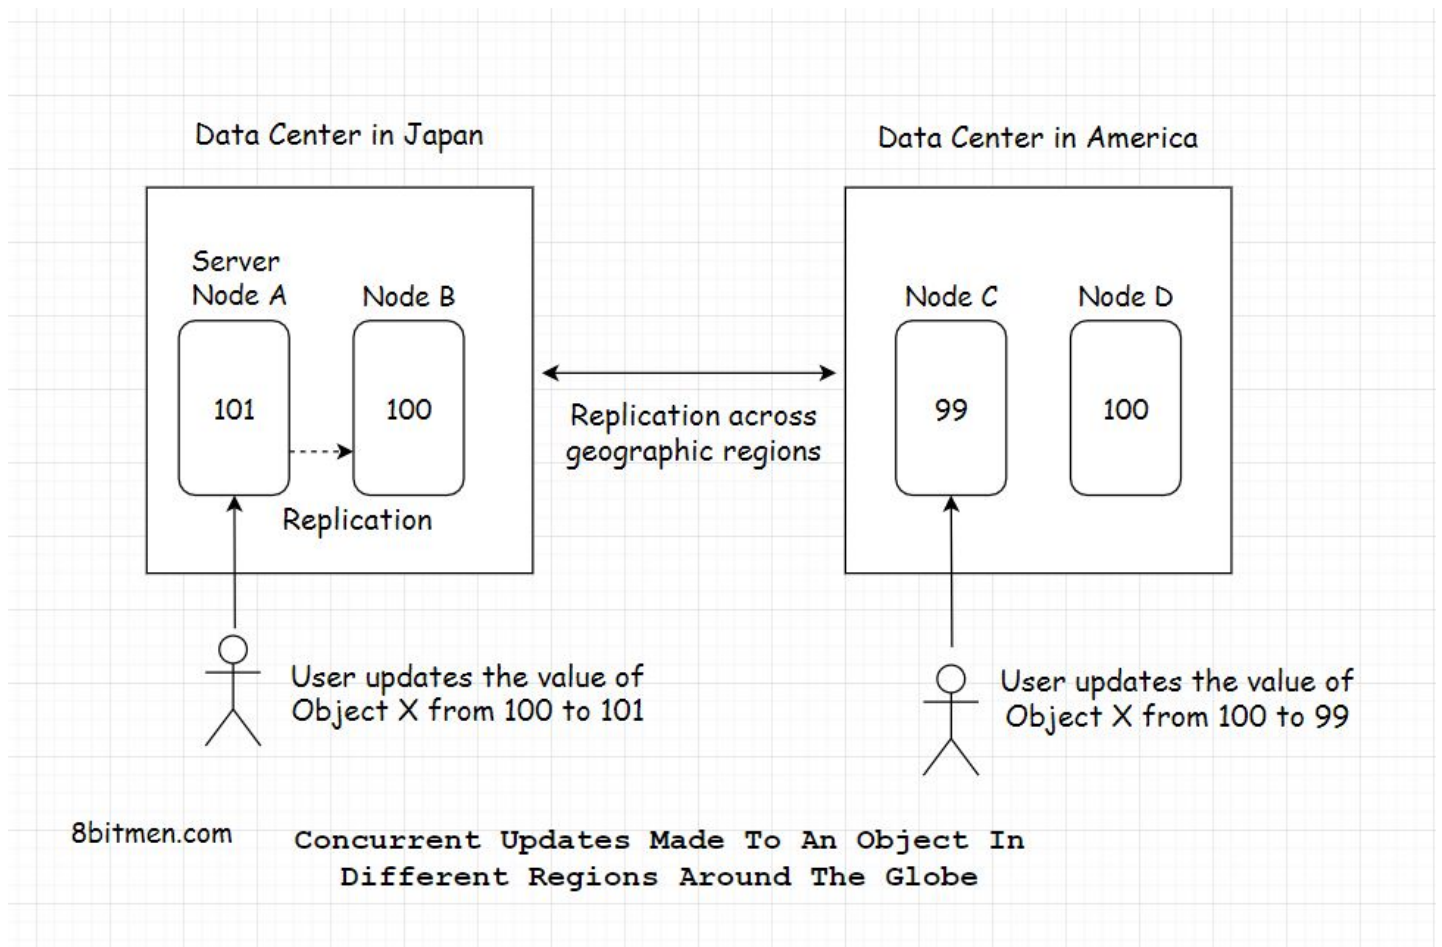 Data Center in Japan
Data Center in America
Server
Node A
Node B
Node C
Node D
101
100
99
100
Replication across
geographic regions
Replication
User updates the value of
Object X from 100 to 101
User updates the value of
Object X from 100 to 99
8bitmen.com
Concurrent Updates Made To An Object In
Different Regions Around The Globe